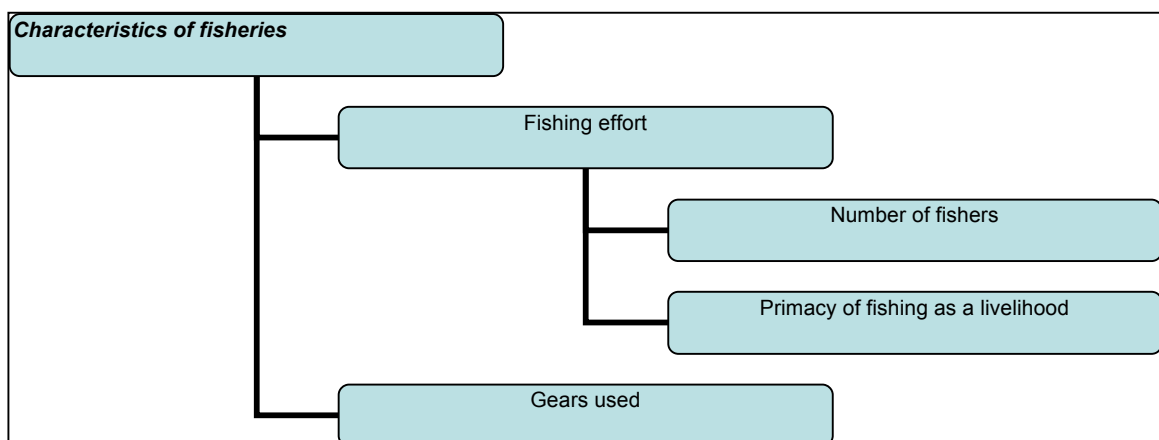 Characteristics of fisheries
Fishing effort
Number of fishers
Primacy of fishing as a livelihood
Gears used